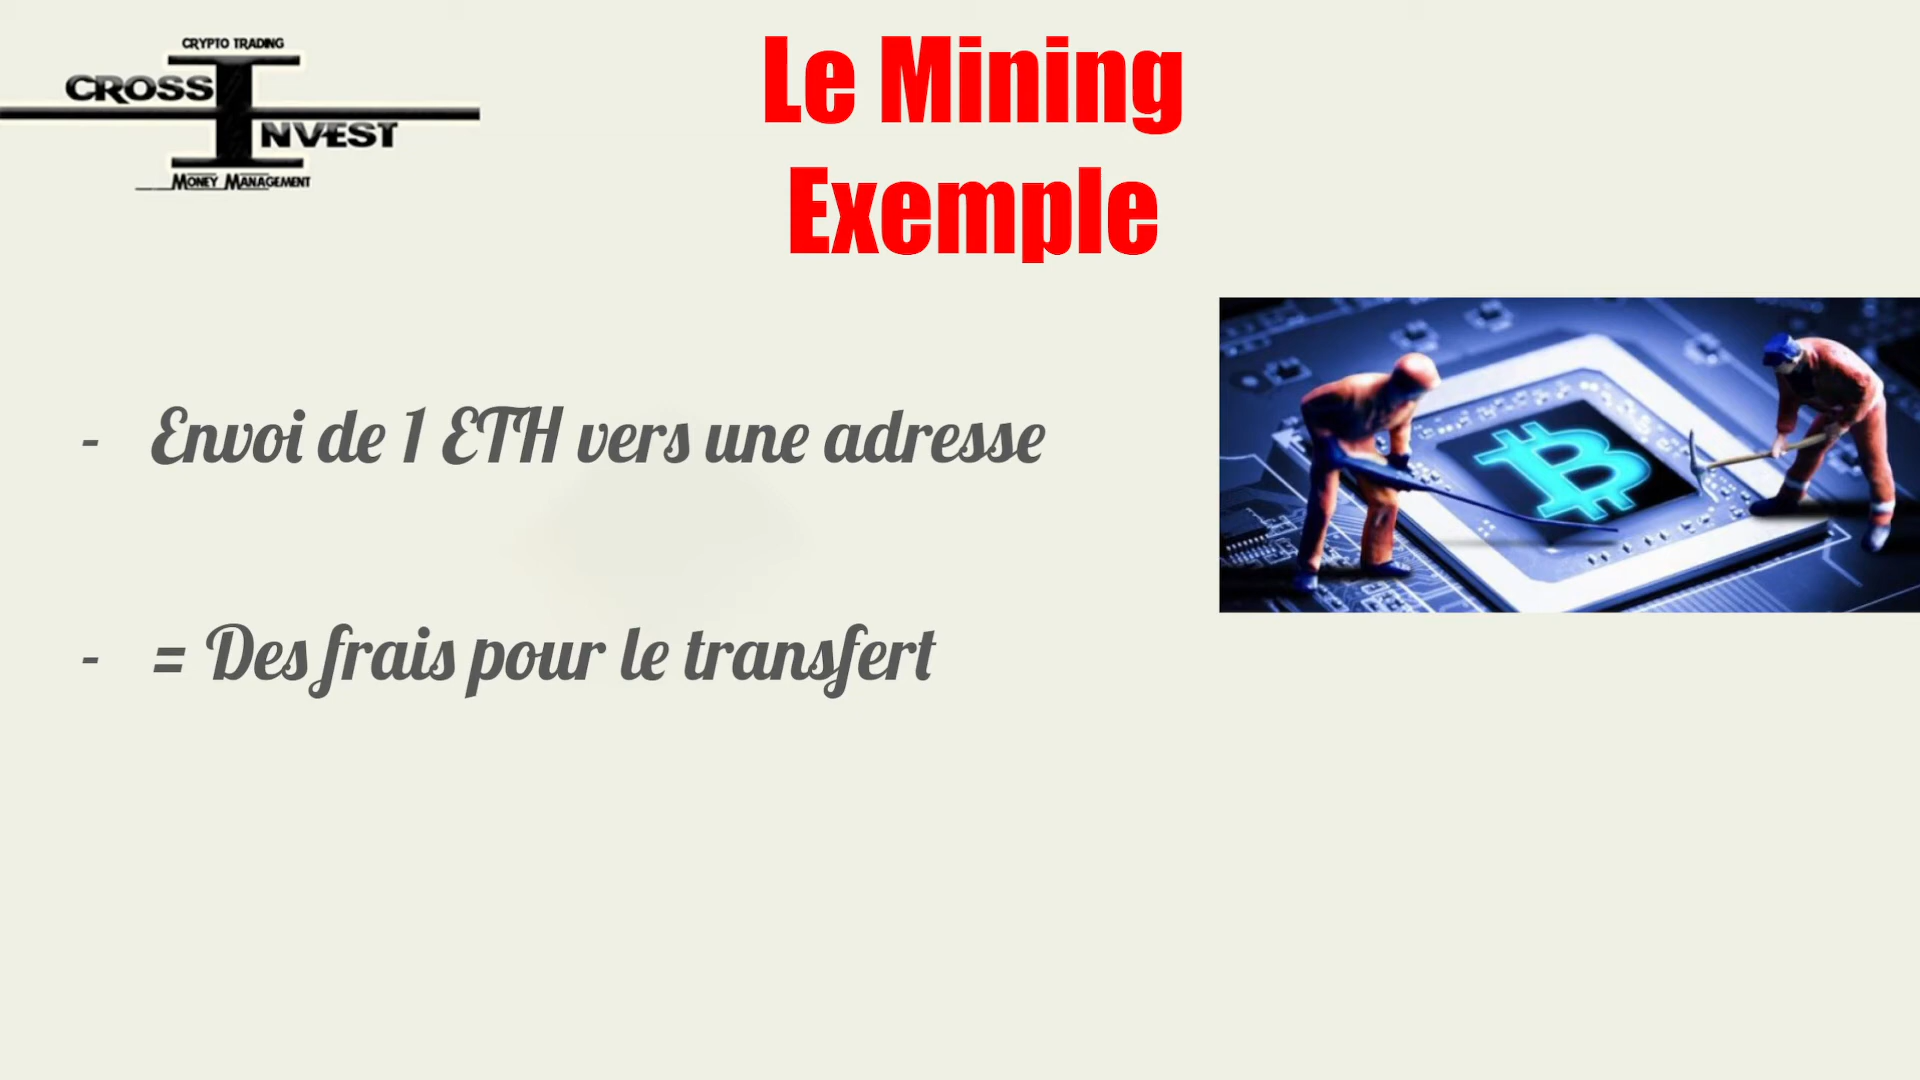 CRYPTO TRADING
CROSS
INVEST
MONEY MANAGEMENT
Le Mining
Exemple
- Envoi de 1 ETH vers une adresse
- = Des frais pour le transfert